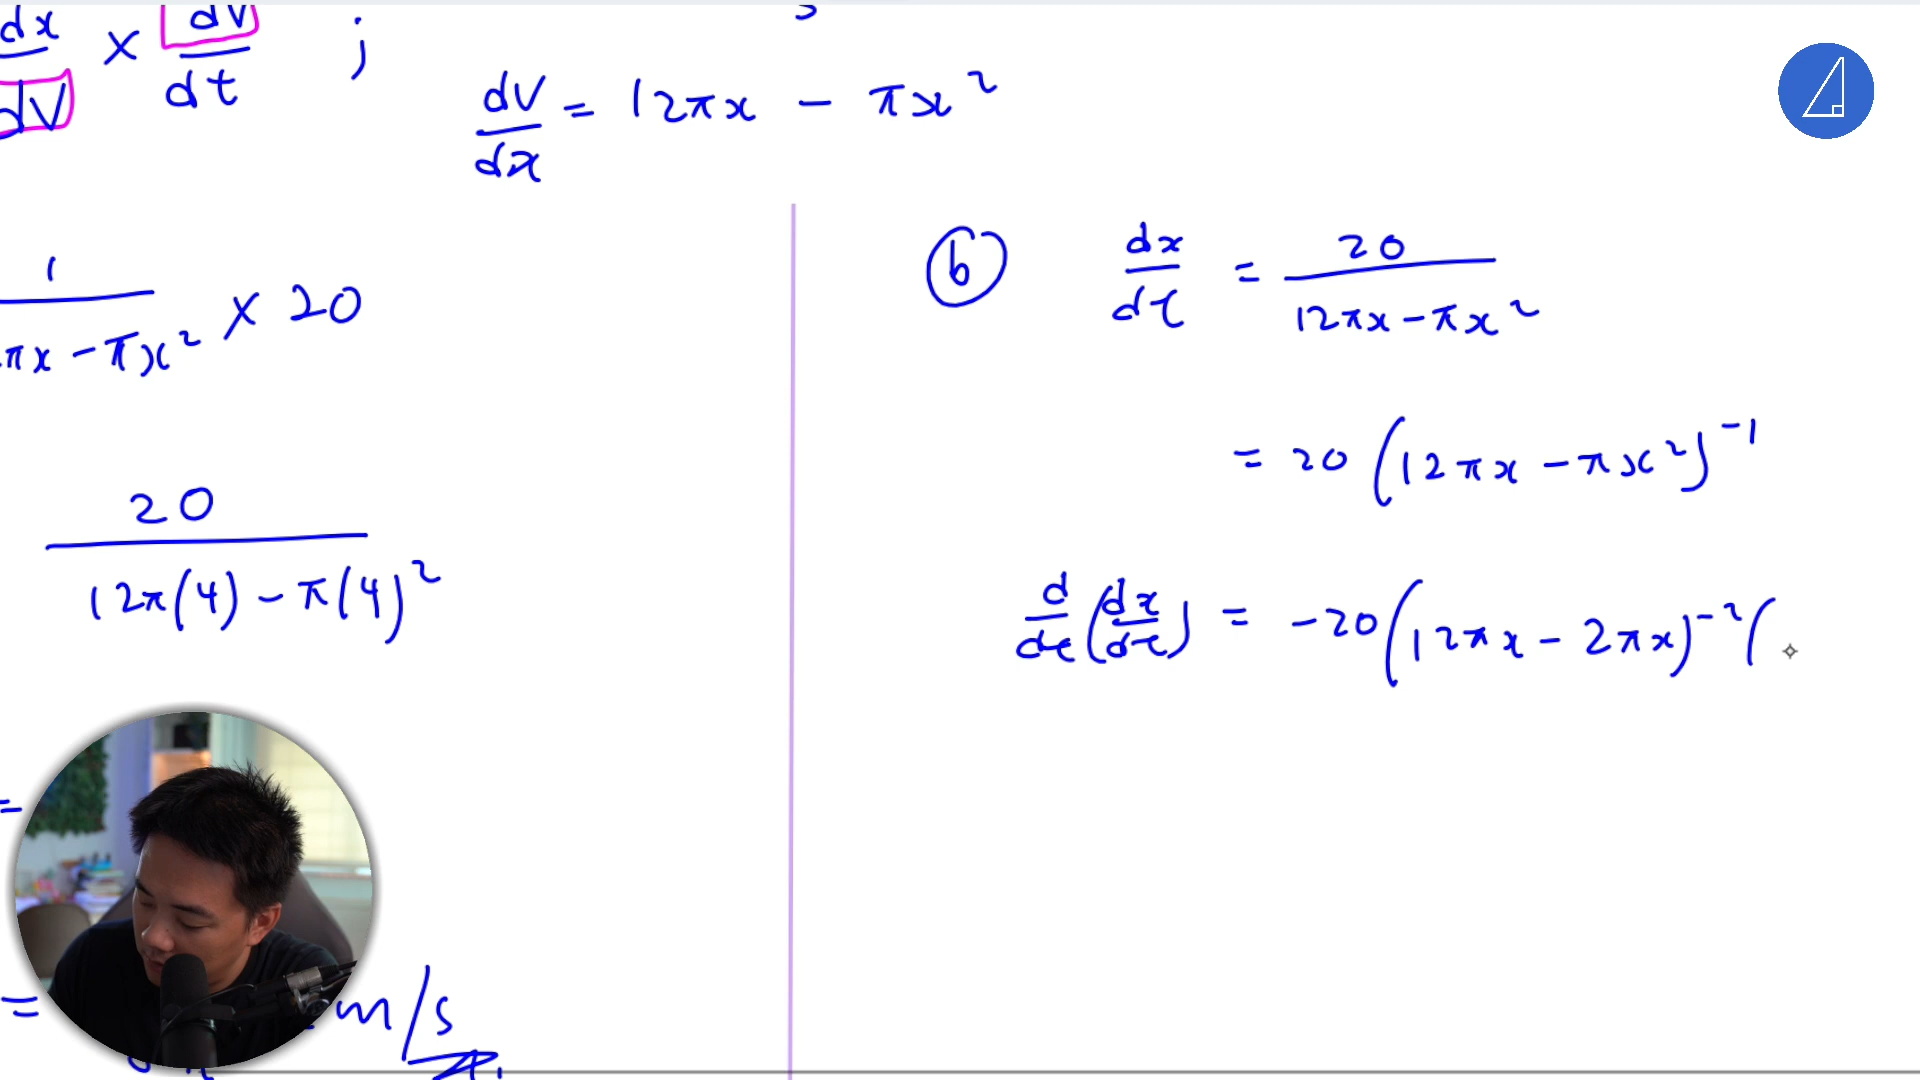 dx/dV × dV/dt ;
dV/dx = 12πx − πx²
1/πx − πx² × 20
20/12π(4) − π(4)²
=
= m/s
(b) dx/dt = 20/12πx − πx²
= 20(12πx − πx²)⁻¹
d/dt(dx/dt) = −20(12πx − 2πx)⁻²(